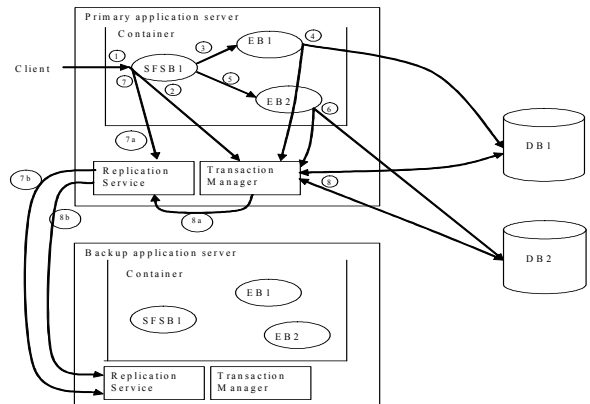 Primary application server
Container
1
3
EB1
4
Client
SFSB1
7
2
5
EB2
6
7a
DB1
7b
Replication
Service
Transaction
Manager
8
8b
8a
Backup application server
DB2
Container
EB1
SFSB1
EB2
Replication
Service
Transaction
Manager